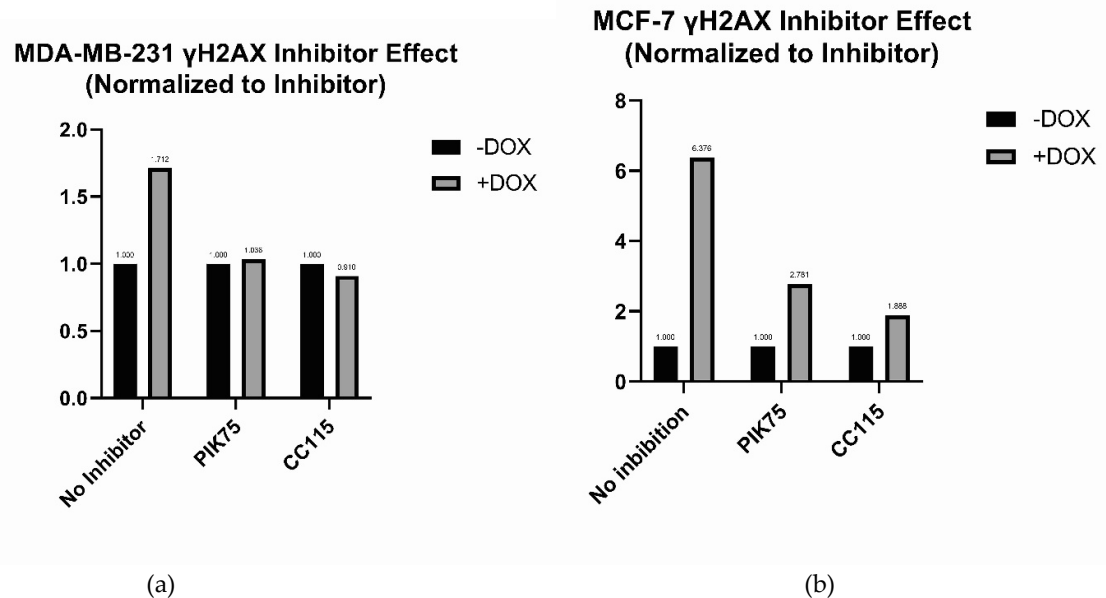 MDA-MB-231 γH2AX Inhibitor Effect
(Normalized to Inhibitor)
2.0
1.5
1.0
0.5
0.0
1.000
1.712
1.000
1.036
1.000
0.910
No Inhibitor
PIK75
CC115
-DOX
+DOX
(a)
MCF-7 γH2AX Inhibitor Effect
(Normalized to Inhibitor)
8
6
4
2
0
1.000
6.376
1.000
2.781
1.000
1.888
No inbibition
PIK75
CC115
-DOX
+DOX
(b)